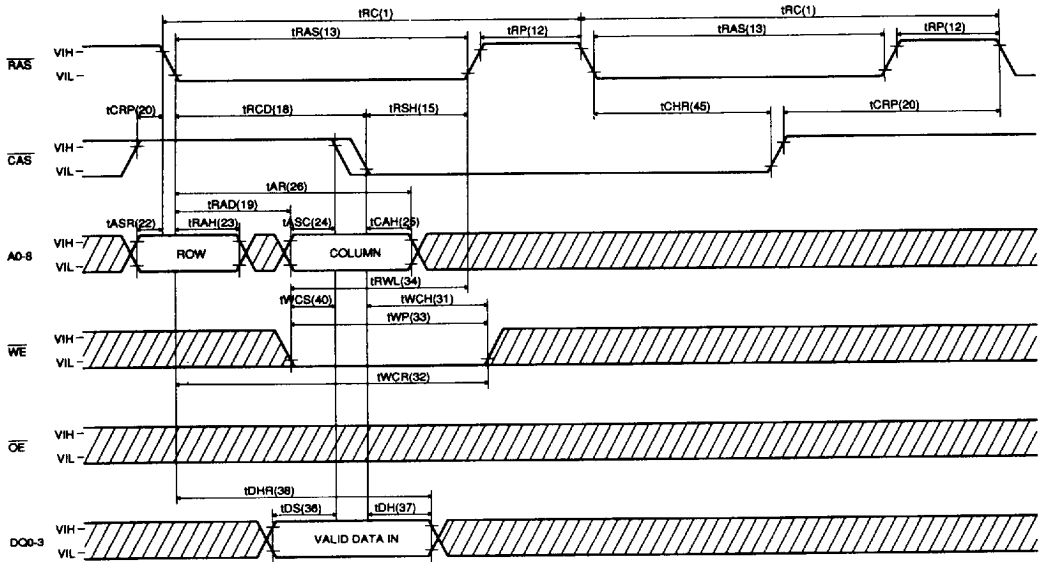 tRC(1) tRC(1)
tRAS(13) tRP(12) tRAS(13) tRP(12)
RAS VIH
VIL
tCRP(20) tRCD(18) tRSH(15) tCHR(45) tCRP(20)
CAS VIH
VIL
tAR(26)
tRAD(19)
tASR(22) tRAH(23) tASC(24) tCAH(25)
A0-8 VIH
VIL
ROW COLUMN
tRWL(34)
tWCS(40) tWCH(31)
tWP(33)
WE VIH
VIL
tWCR(32)
OE VIH
VIL
tDHR(38)
tDS(36) tDH(37)
DQ0-3 VIH
VIL
VALID DATA IN